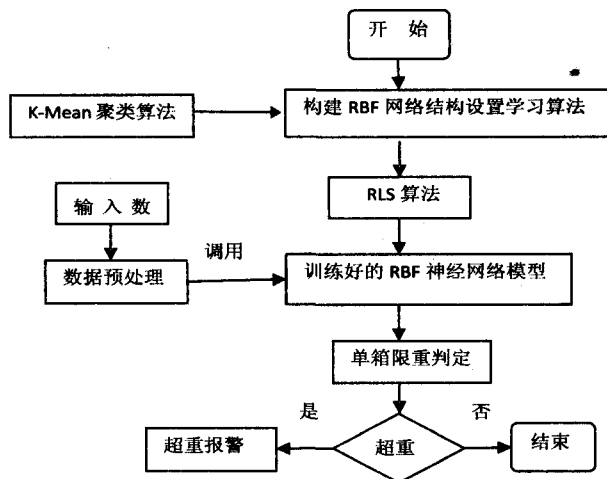 开 始
K-Mean 聚类算法
构建 RBF 网络结构设置学习算法
RLS 算法
输 入 数
调用
数据预处理
训练好的 RBF 神经网络模型
单箱限重判定
是
否
超重报警
超重
结束